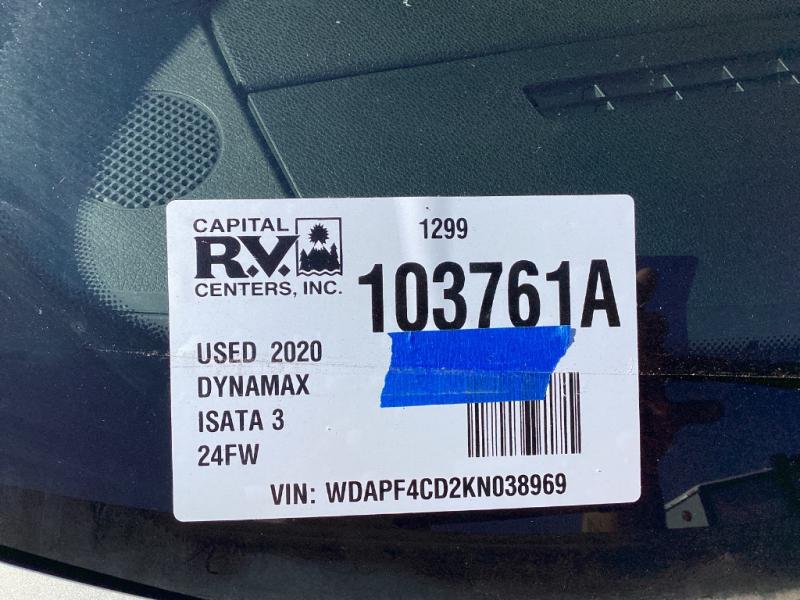 CAPITAL
R.V.
CENTERS, INC.
1299
103761A
USED 2020
DYNAMAX
ISATA 3
24FW
VIN: WDAPF4CD2KN038969